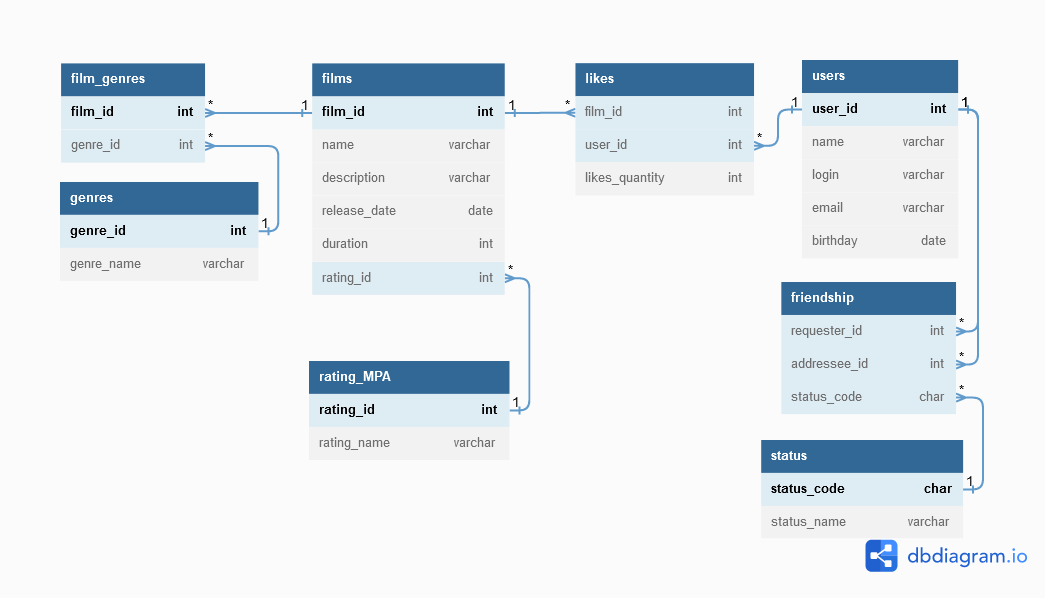 film_genres
film_id int
genre_id int
genres
genre_id int
genre_name varchar
films
film_id int
name varchar
description varchar
release_date date
duration int
rating_id int
rating_MPA
rating_id int
rating_name varchar
likes
film_id int
user_id int
likes_quantity int
users
user_id int
name varchar
login varchar
email varchar
birthday date
friendship
requester_id int
addressee_id int
status_code char
status
status_code char
status_name varchar
* 1
* 1
1 *
* 1
* 1
1 *
*
* 1
dbdiagram.io